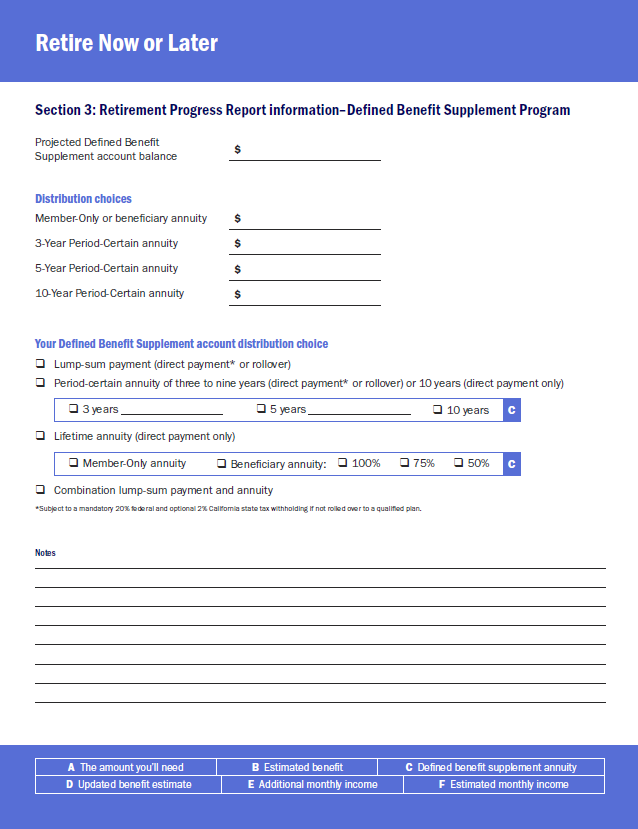 Retire Now or Later
Section 3: Retirement Progress Report information–Defined Benefit Supplement Program
Projected Defined Benefit
Supplement account balance $
Distribution choices
Member-Only or beneficiary annuity $
3-Year Period-Certain annuity $
5-Year Period-Certain annuity $
10-Year Period-Certain annuity $
Your Defined Benefit Supplement account distribution choice
❑ Lump-sum payment (direct payment* or rollover)
❑ Period-certain annuity of three to nine years (direct payment* or rollover) or 10 years (direct payment only)
❑ 3 years ❑ 5 years ❑ 10 years C
❑ Lifetime annuity (direct payment only)
❑ Member-Only annuity ❑ Beneficiary annuity: ❑ 100% ❑ 75% ❑ 50% C
❑ Combination lump-sum payment and annuity
*Subject to a mandatory 20% federal and optional 2% California state tax withholding if not rolled over to a qualified plan.
Notes
A The amount you'll need B Estimated benefit C Defined benefit supplement annuity
D Updated benefit estimate E Additional monthly income F Estimated monthly income